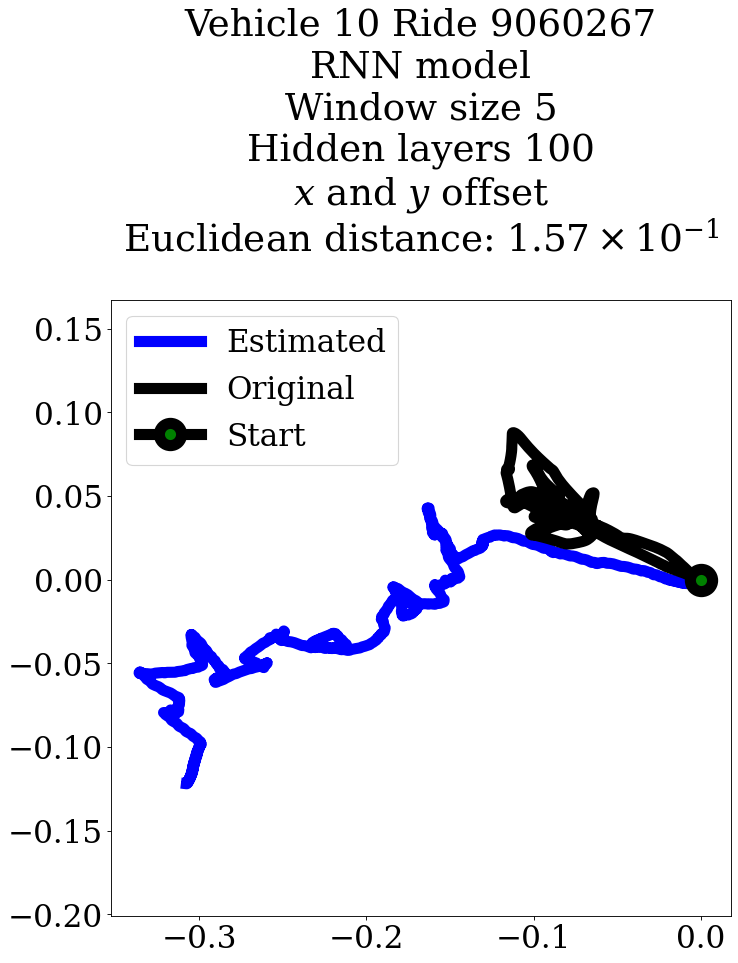 Vehicle 10 Ride 9060267
RNN model
Window size 5
Hidden layers 100
x and y offset
Euclidean distance: 1.57 × 10⁻¹
Estimated
Original
Start
0.15
0.10
0.05
0.00
−0.05
−0.10
−0.15
−0.20
−0.3
−0.2
−0.1
0.0